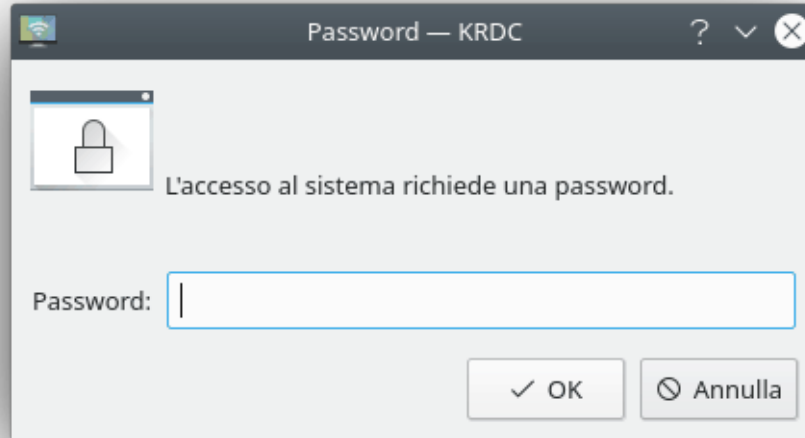 Password — KRDC
L'accesso al sistema richiede una password.
Password:
OK
Annulla